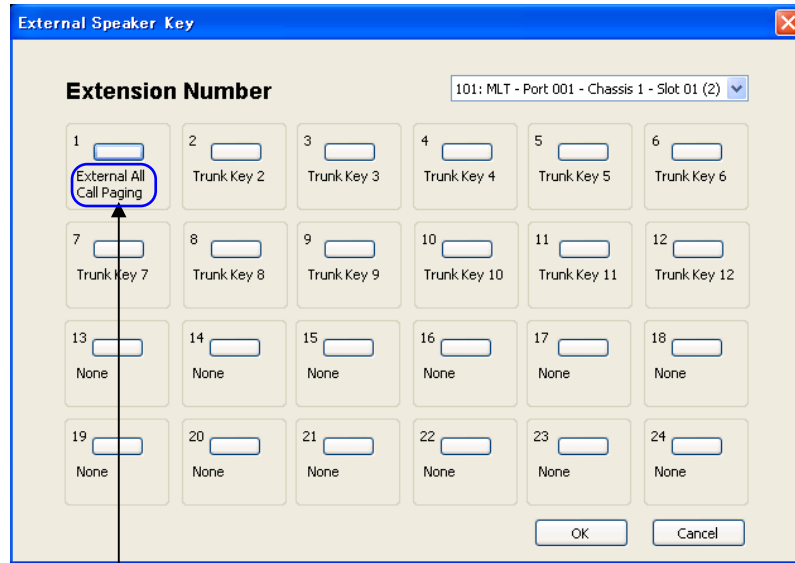 External Speaker Key
Extension Number
101: MLT - Port 001 - Chassis 1 - Slot 01 (2)
1 2 3 4 5 6
External All Call Paging
Trunk Key 2
Trunk Key 3
Trunk Key 4
Trunk Key 5
Trunk Key 6
7 8 9 10 11 12
Trunk Key 7
Trunk Key 8
Trunk Key 9
Trunk Key 10
Trunk Key 11
Trunk Key 12
13 14 15 16 17 18
None None None None None None
19 20 21 22 23 24
None None None None None None
OK Cancel